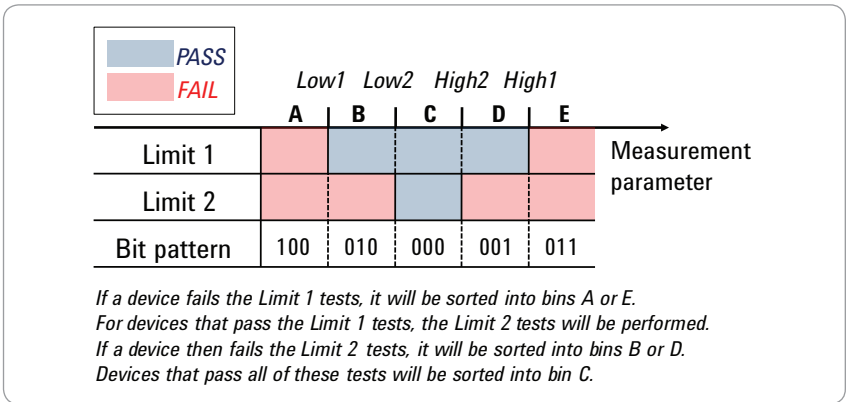 PASS
FAIL
Low1 Low2 High2 High1
A B C D E
Limit 1
Measurement
parameter
Limit 2
Bit pattern 100 010 000 001 011
If a device fails the Limit 1 tests, it will be sorted into bins A or E.
For devices that pass the Limit 1 tests, the Limit 2 tests will be performed.
If a device then fails the Limit 2 tests, it will be sorted into bins B or D.
Devices that pass all of these tests will be sorted into bin C.